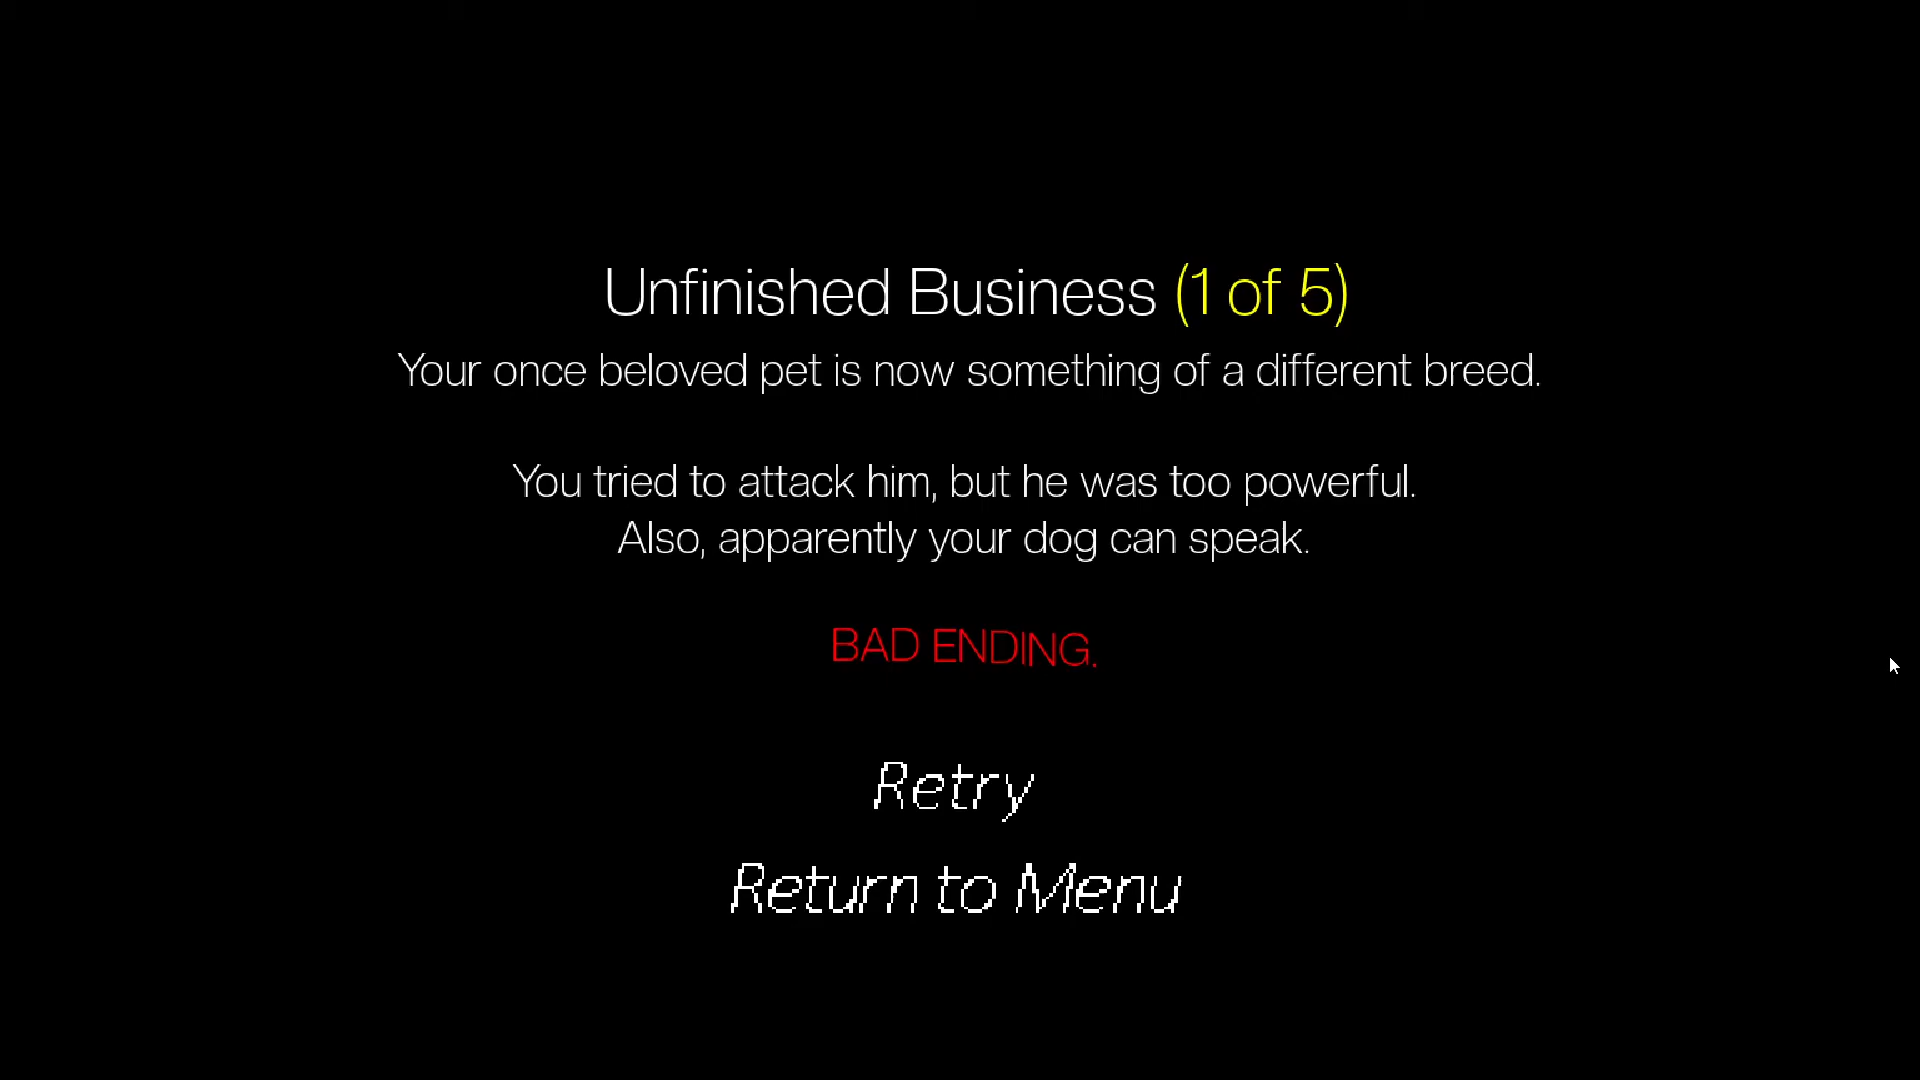 Unfinished Business (1 of 5)
Your once beloved pet is now something of a different breed.
You tried to attack him, but he was too powerful.
Also, apparently your dog can speak.
BAD ENDING.
Retry
Return to Menu